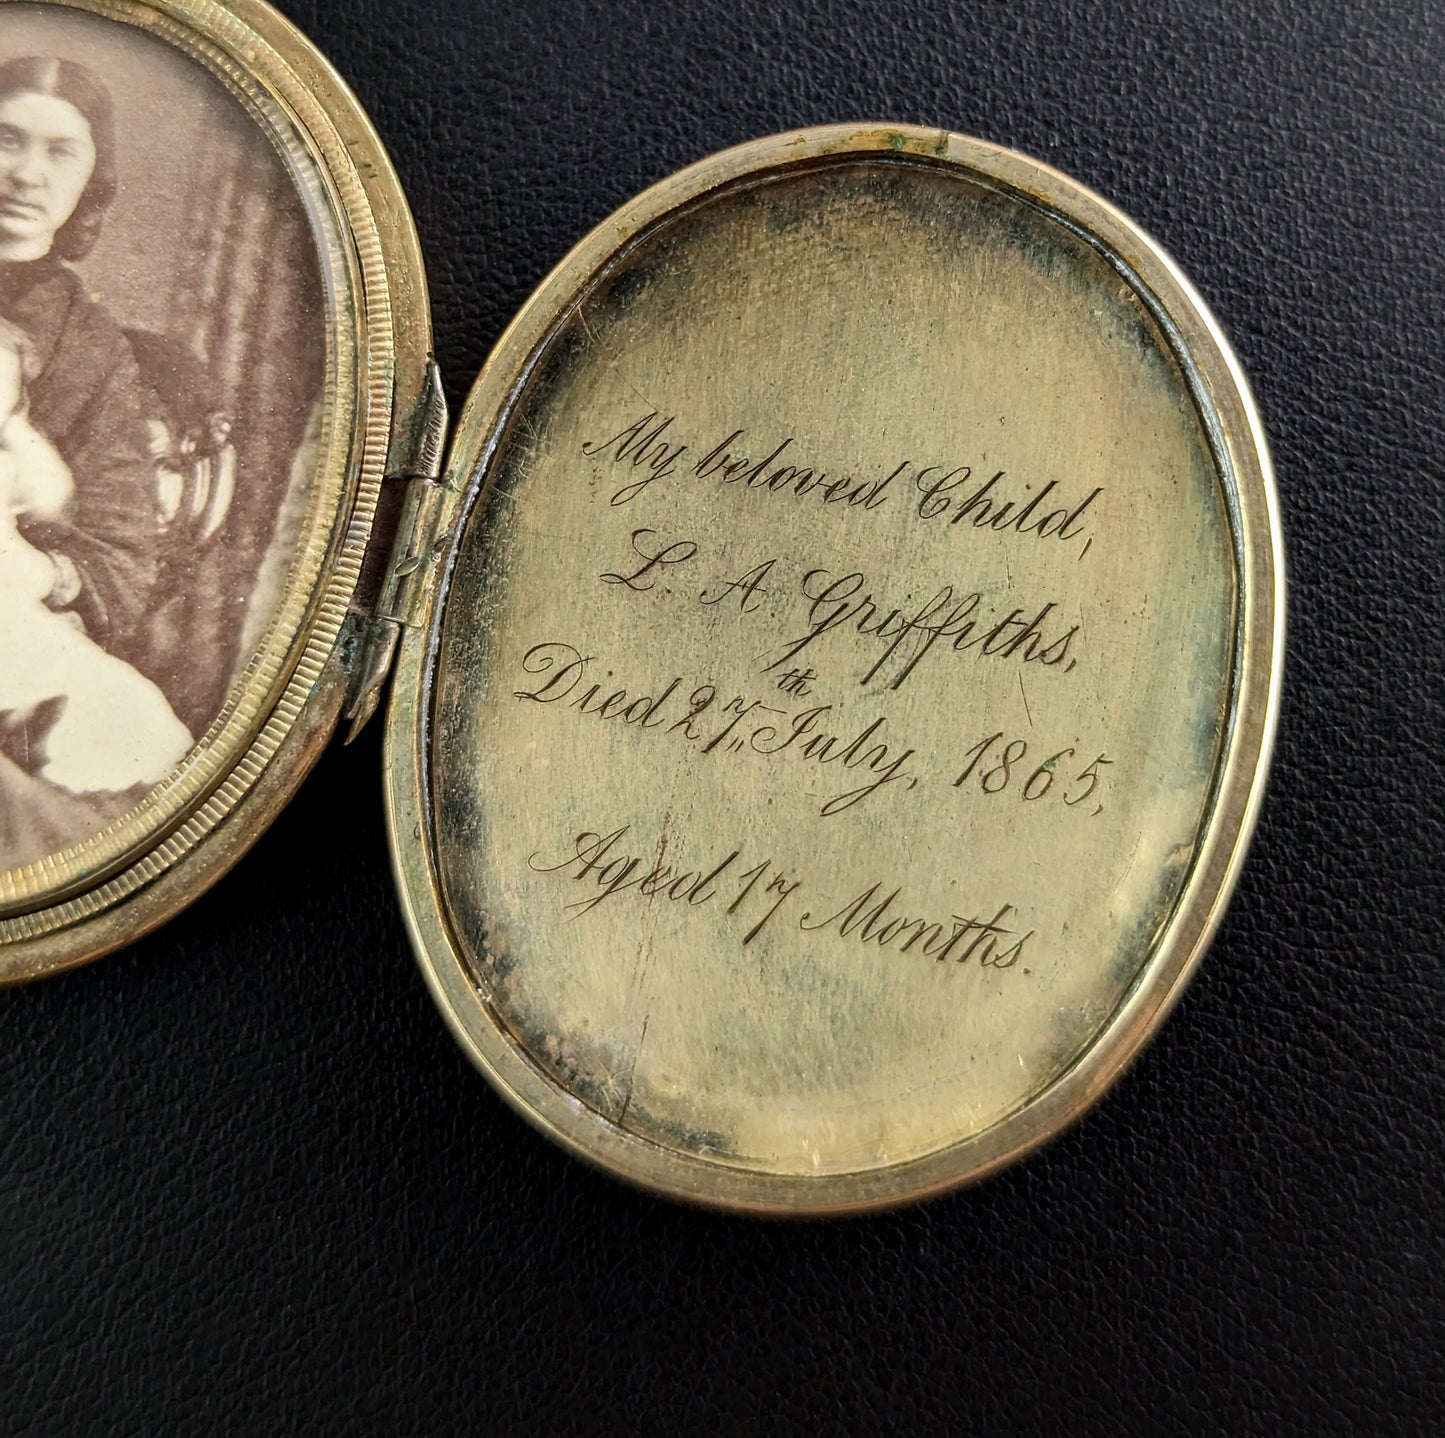 My beloved Child,
L A Griffiths,
Died 27th July, 1865,
Aged 17 Months.